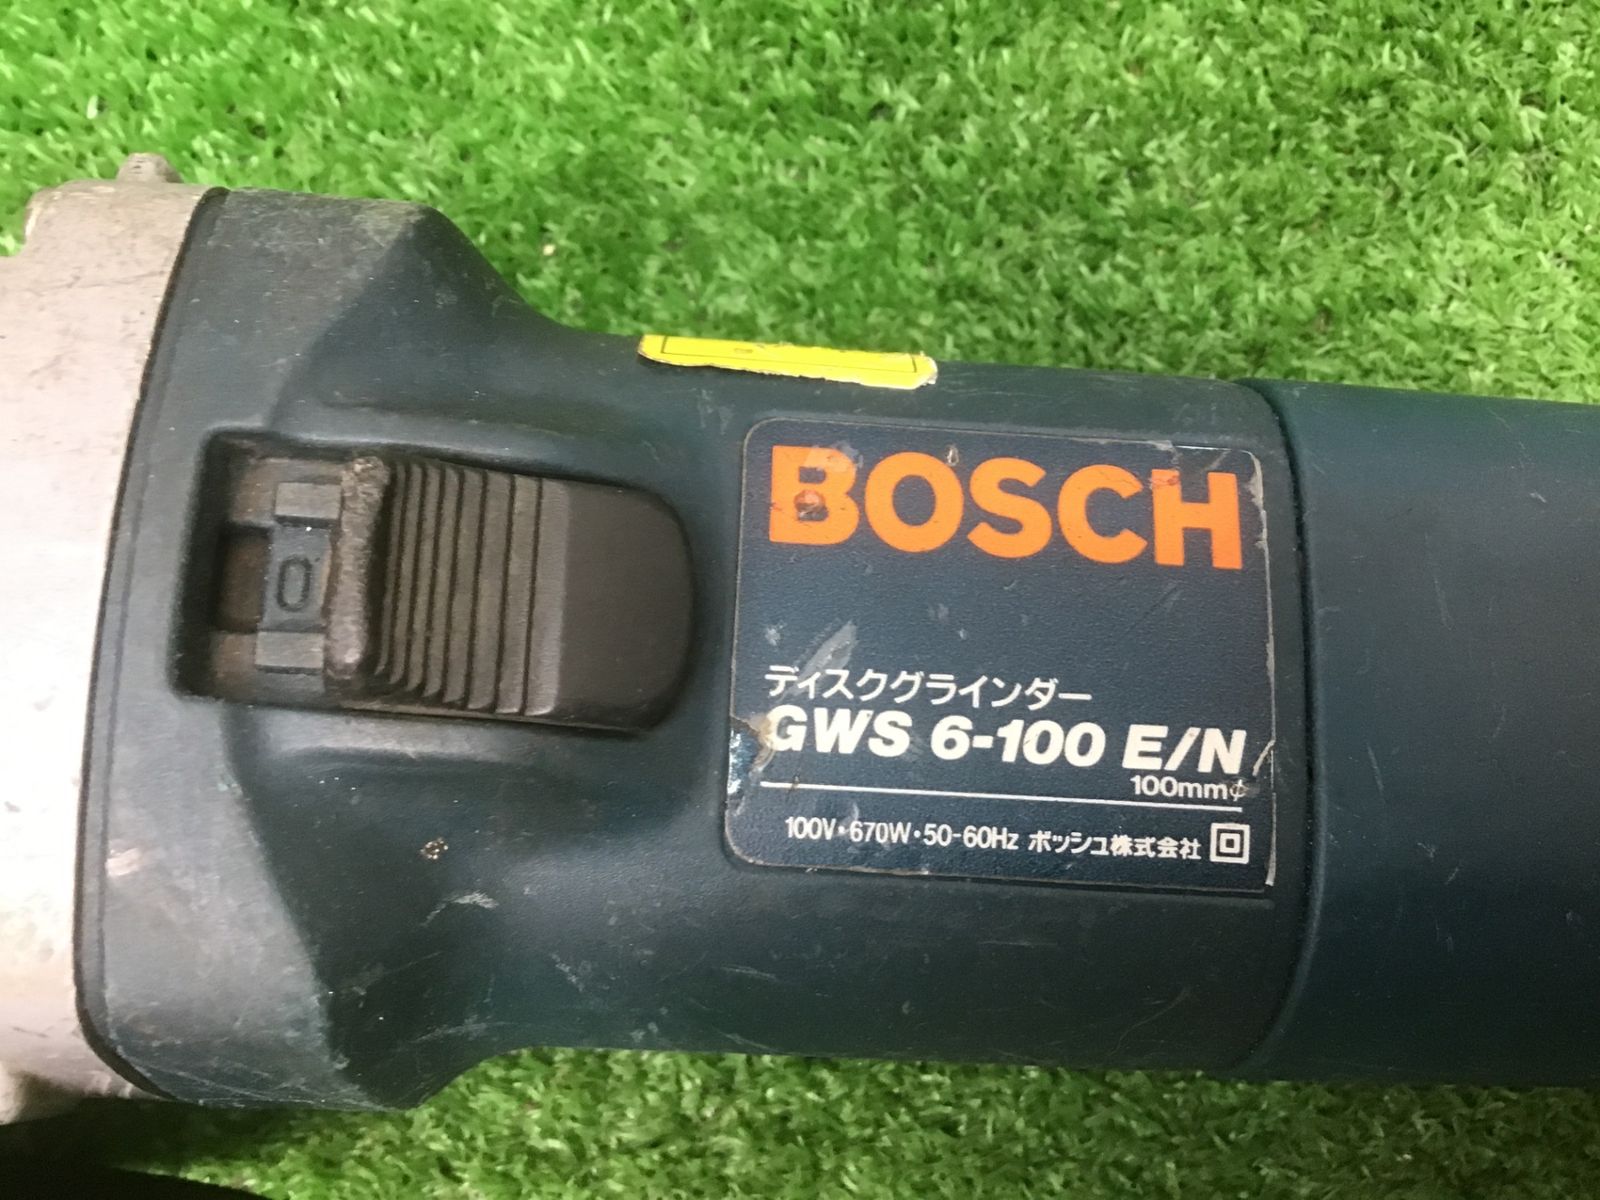 0
BOSCH
ディスクグラインダー
GWS 6-100 E/N
100mmφ
100V・670W・50-60Hz ボッシュ株式会社